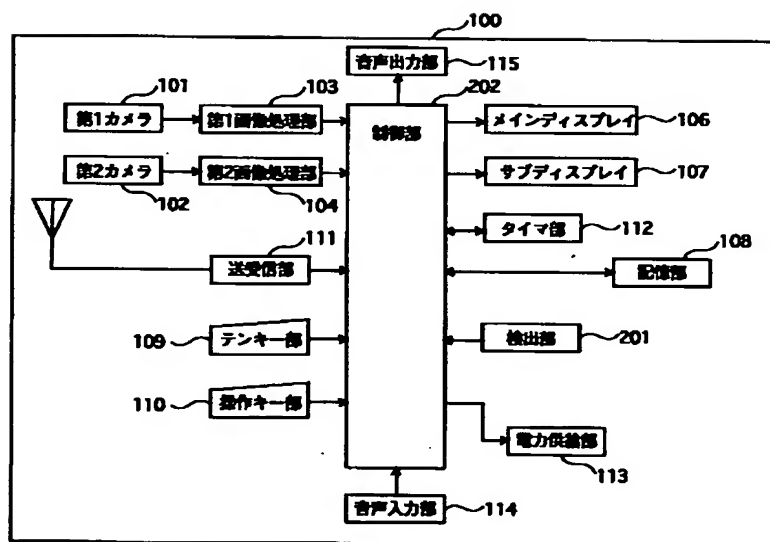 100
音声出力部
115
101
103
202
第1カメラ
第1画像処理部
制御部
メインディスプレイ
106
第2カメラ
第2画像処理部
サブディスプレイ
102
104
107
111
タイマ部
112
108
送受信部
記憶部
109
テンキー部
検出部
201
110
操作キー部
電力供給部
113
音声入力部
114